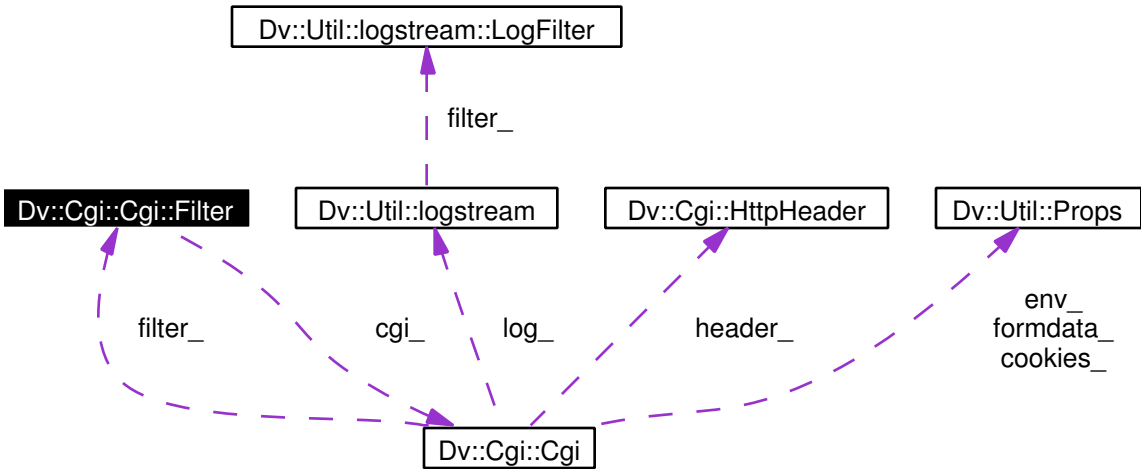 Dv::Util::logstream::LogFilter
filter_
Dv::Cgi::Cgi::Filter
Dv::Util::logstream
Dv::Cgi::HttpHeader
Dv::Util::Props
filter_
cgi_
log_
header_
env_
formdata_
cookies_
Dv::Cgi::Cgi